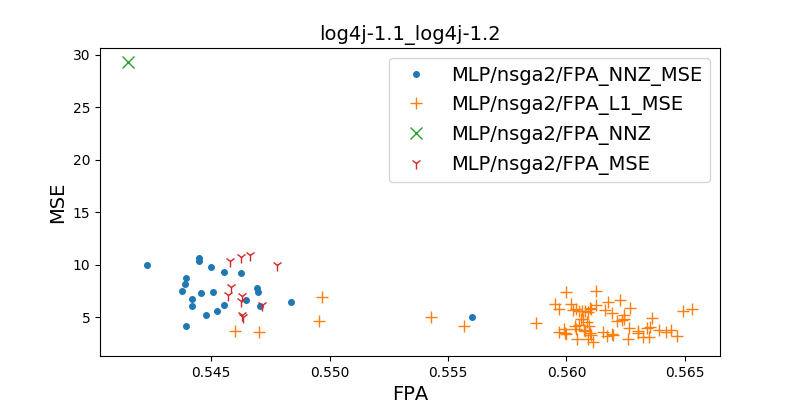 log4j-1.1_log4j-1.2
30
25
20
15
10
5
MSE
MLP/nsga2/FPA_NNZ_MSE
MLP/nsga2/FPA_L1_MSE
MLP/nsga2/FPA_NNZ
MLP/nsga2/FPA_MSE
0.545 0.550 0.555 0.560 0.565
FPA